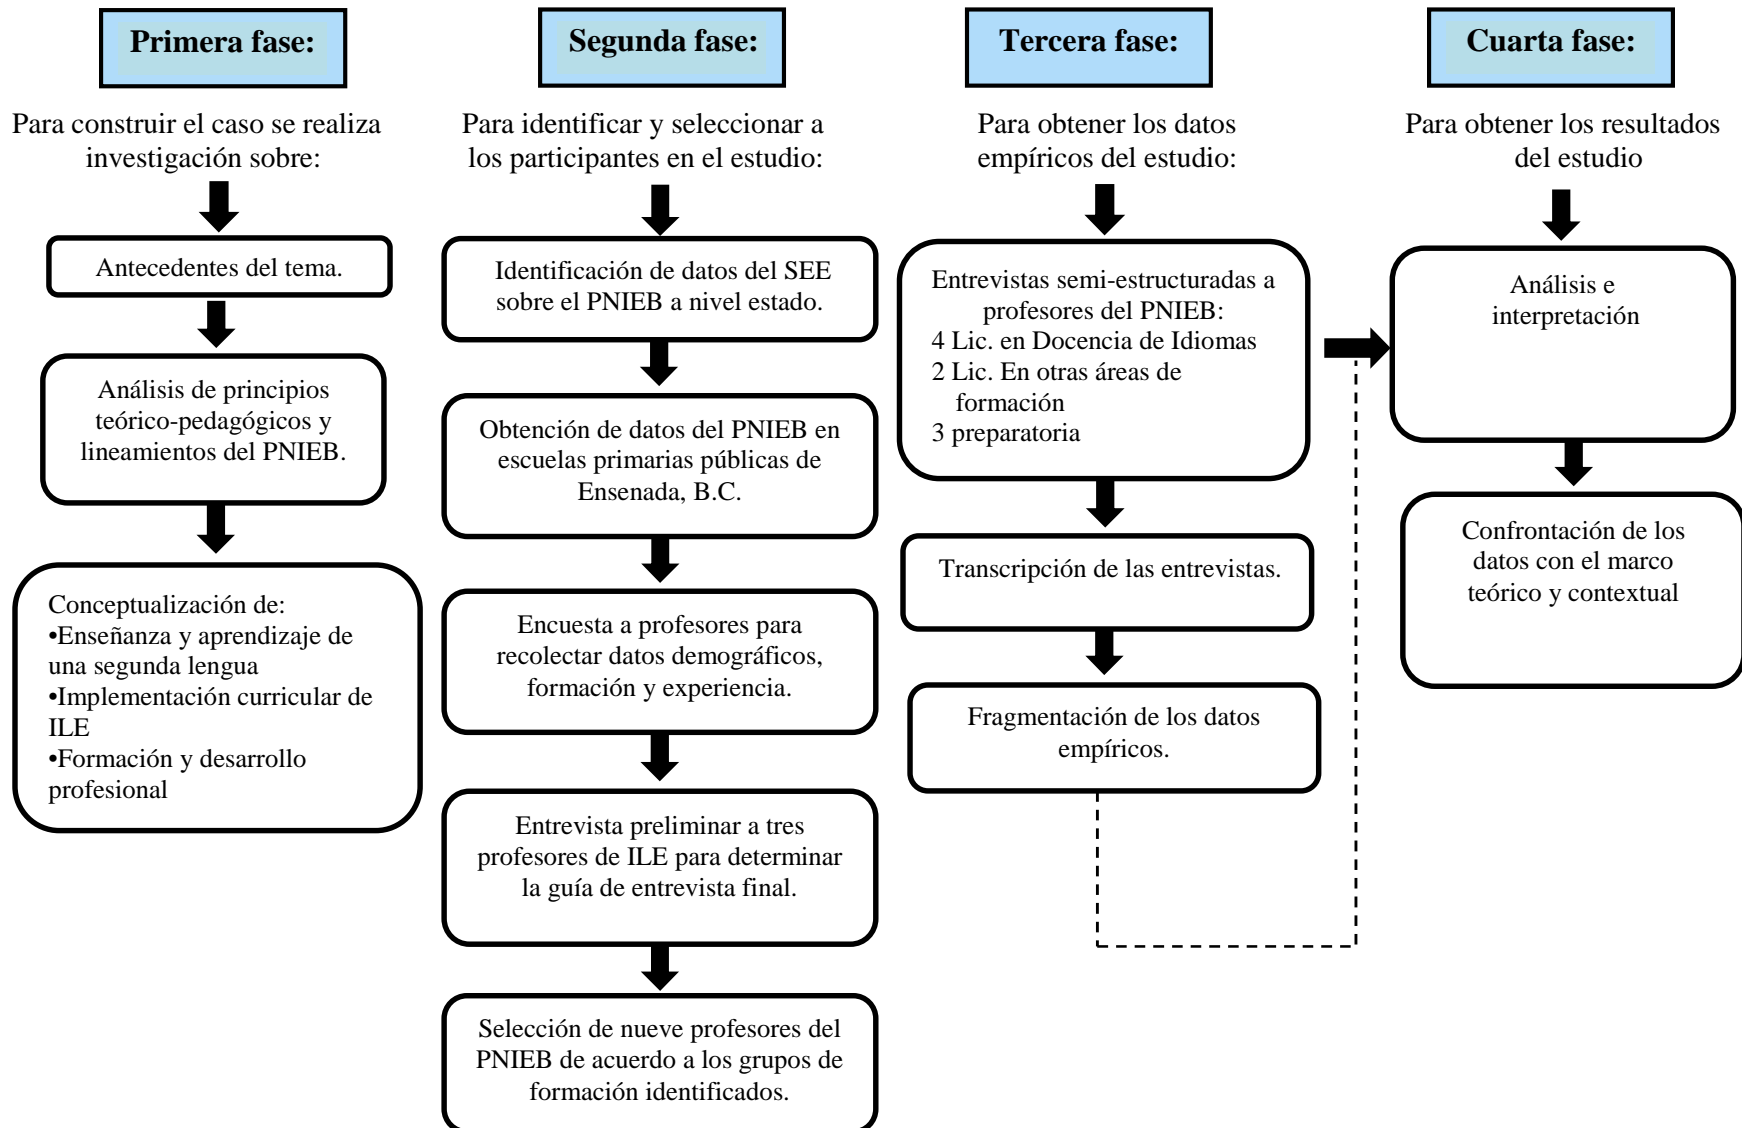 Primera fase:
Para construir el caso se realiza
investigación sobre:
Antecedentes del tema.
Análisis de principios
teórico-pedagógicos y
lineamientos del PNIEB.
Conceptualización de:
•Enseñanza y aprendizaje de
una segunda lengua
•Implementación curricular de
ILE
•Formación y desarrollo
profesional
Segunda fase:
Para identificar y seleccionar a
los participantes en el estudio:
Identificación de datos del SEE
sobre el PNIEB a nivel estado.
Obtención de datos del PNIEB en
escuelas primarias públicas de
Ensenada, B.C.
Encuesta a profesores para
recolectar datos demográficos,
formación y experiencia.
Entrevista preliminar a tres
profesores de ILE para determinar
la guía de entrevista final.
Selección de nueve profesores del
PNIEB de acuerdo a los grupos de
formación identificados.
Tercera fase:
Para obtener los datos
empíricos del estudio:
Entrevistas semi-estructuradas a
profesores del PNIEB:
4 Lic. en Docencia de Idiomas
2 Lic. En otras áreas de
formación
3 preparatoria
Transcripción de las entrevistas.
Fragmentación de los datos
empíricos.
Cuarta fase:
Para obtener los resultados
del estudio
Análisis e
interpretación
Confrontación de los
datos con el marco
teórico y contextual